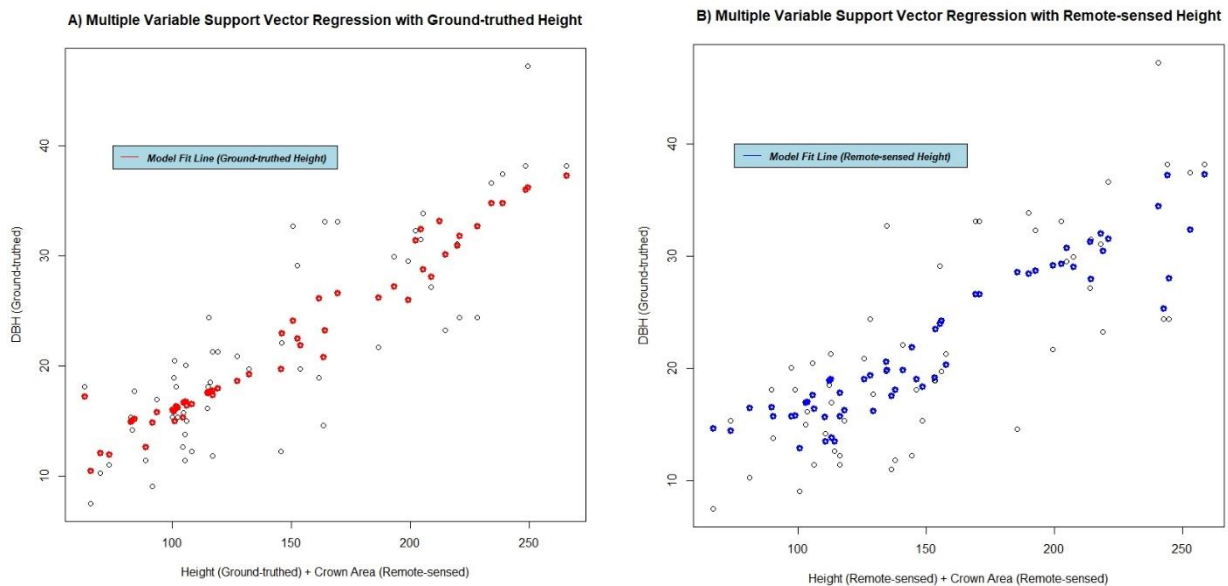 A) Multiple Variable Support Vector Regression with Ground-truthed Height
DBH (Ground-truthed)
40
30
20
10
Model Fit Line (Ground-truthed Height)
100
150
200
250
Height (Ground-truthed) + Crown Area (Remote-sensed)
B) Multiple Variable Support Vector Regression with Remote-sensed Height
DBH (Ground-truthed)
40
30
20
10
Model Fit Line (Remote-sensed Height)
100
150
200
250
Height (Remote-sensed) + Crown Area (Remote-sensed)